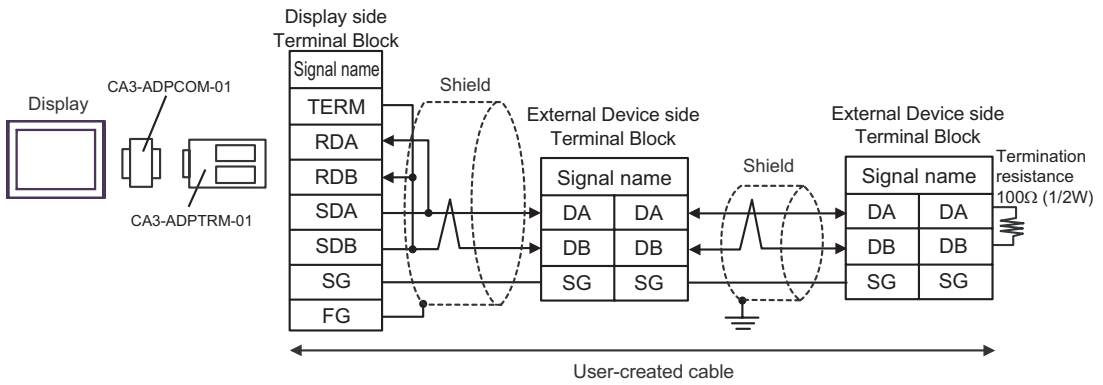 Display
CA3-ADPCOM-01
CA3-ADPTRM-01
Display side
Terminal Block
Signal name
TERM
RDA
RDB
SDA
SDB
SG
FG
Shield
External Device side
Terminal Block
Signal name
DA DA
DB DB
SG SG
Shield
External Device side
Terminal Block
Signal name
DA DA
DB DB
SG SG
Termination
resistance
100Ω (1/2W)
User-created cable